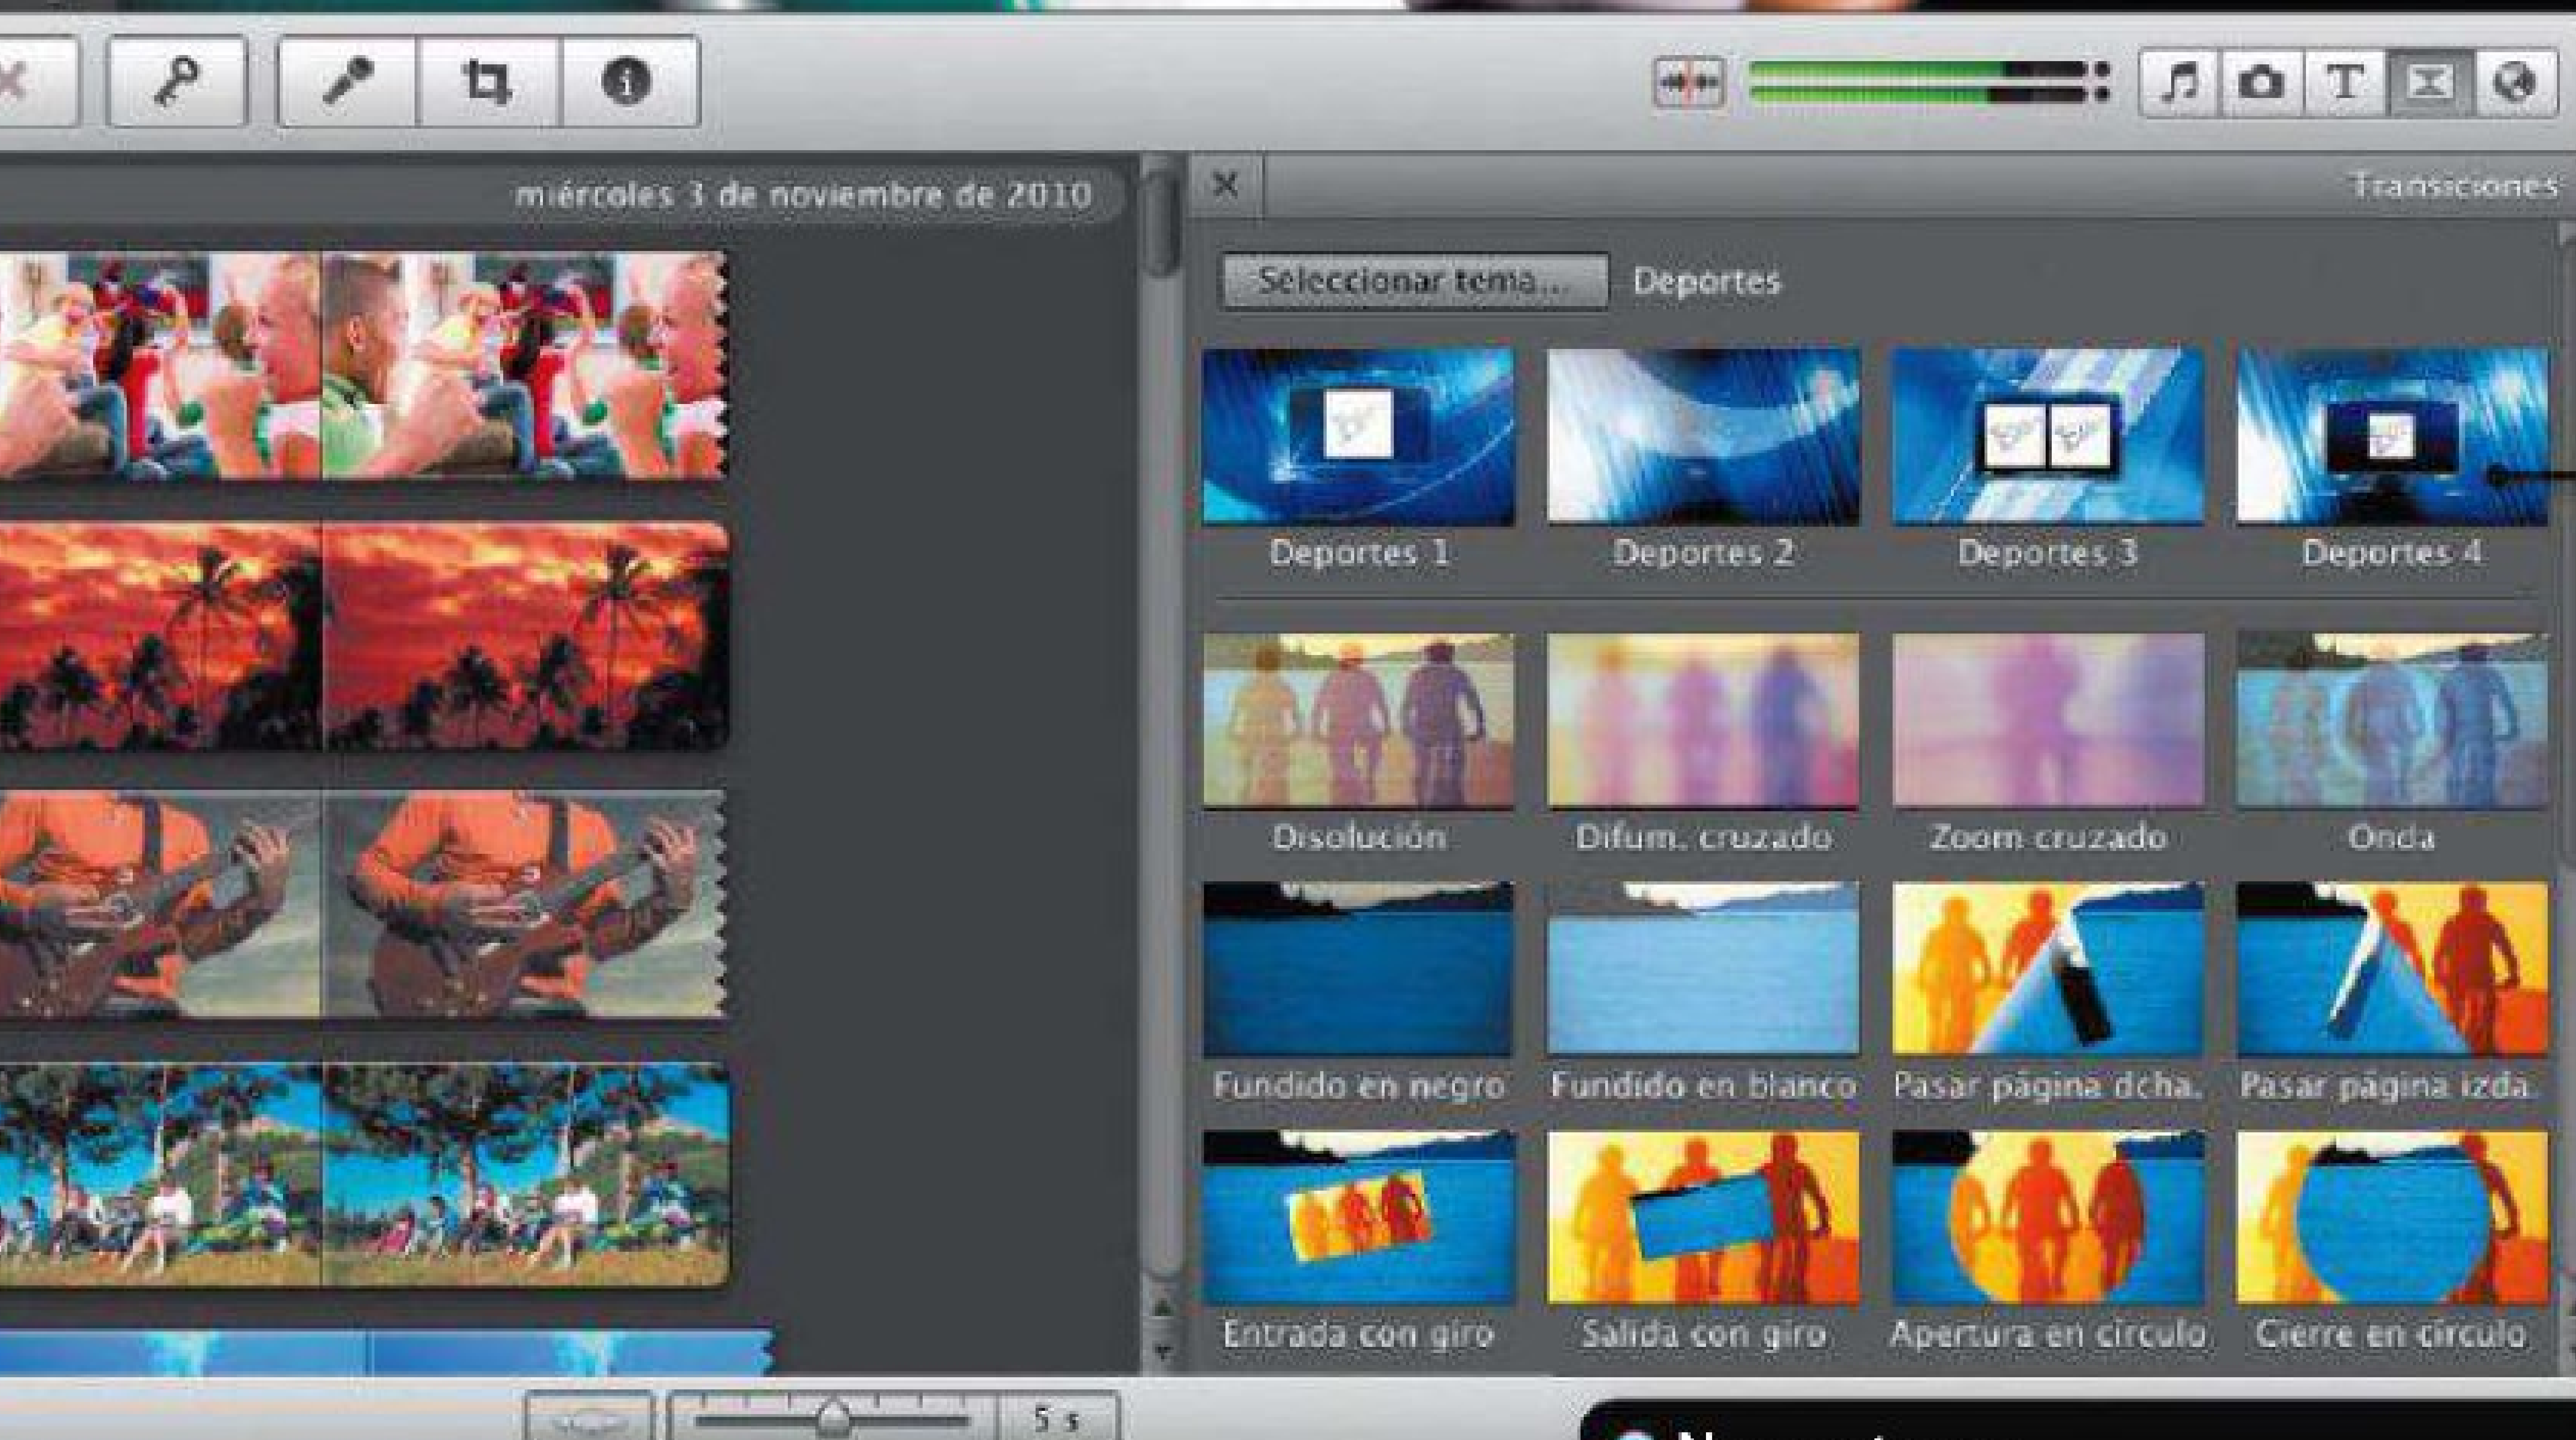 miércoles 3 de noviembre de 2010
Transiciones
Seleccionar tema...
Deportes
Deportes 1
Deportes 2
Deportes 3
Deportes 4
Disolución
Difum. cruzado
Zoom cruzado
Onda
Fundido en negro
Fundido en blanco
Pasar página dcha.
Pasar página izda.
Entrada con giro
Salida con giro
Apertura en círculo
Cierre en círculo
5 s